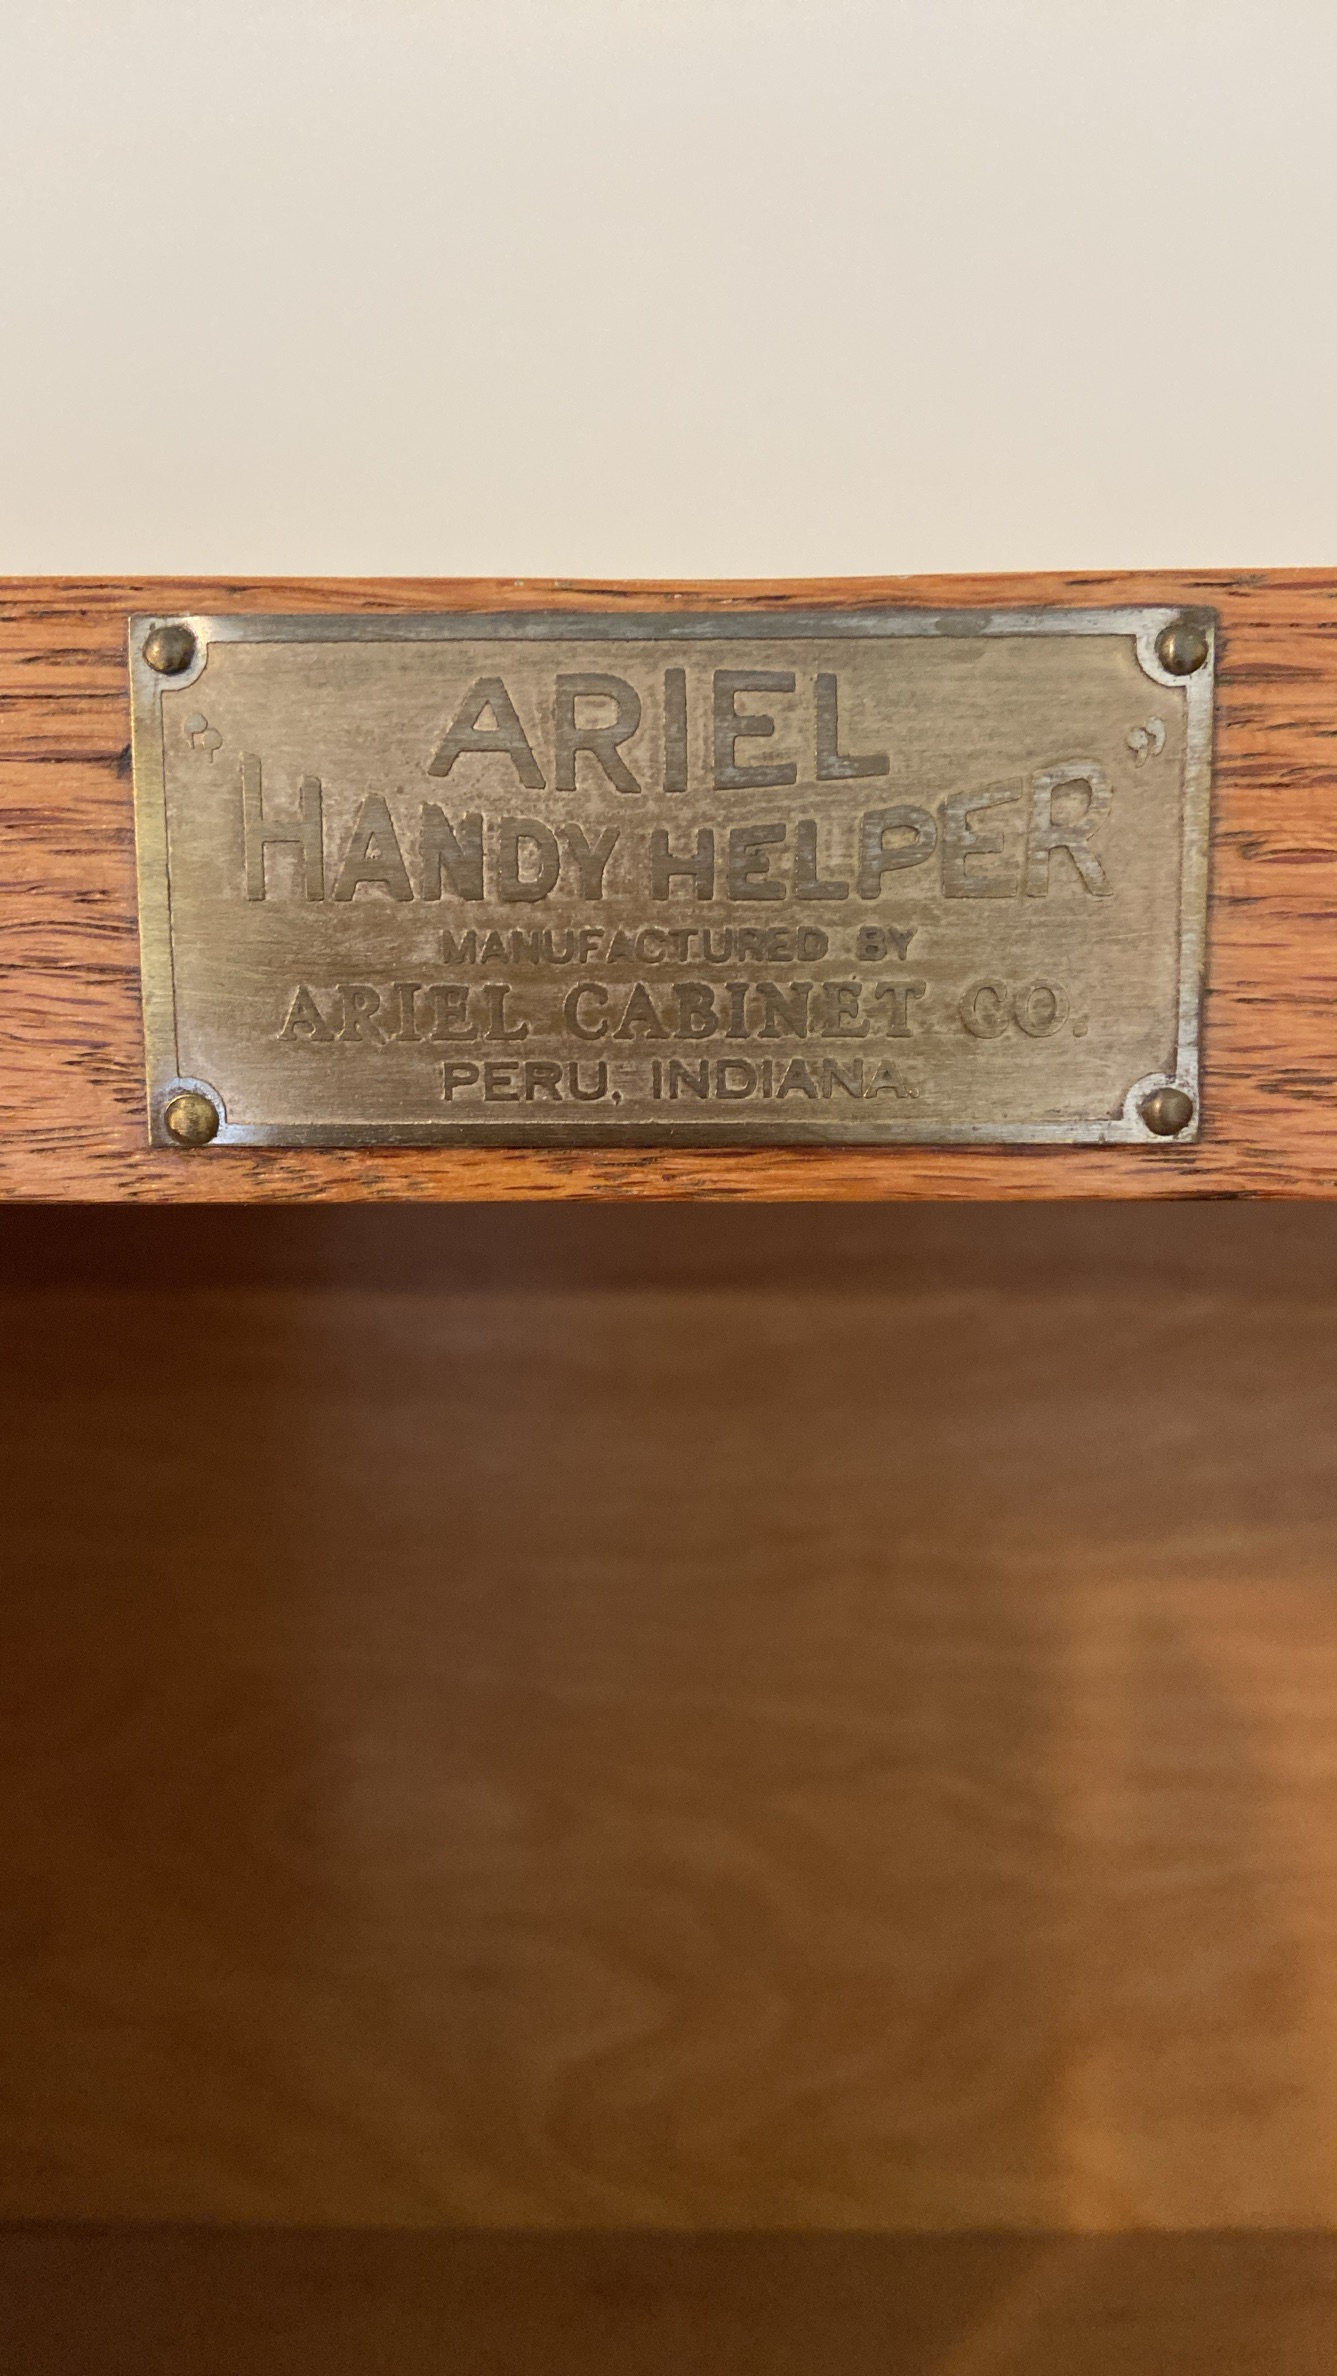 ARIEL
"HANDY HELPER"
MANUFACTURED BY
ARIEL CABINET CO.
PERU, INDIANA.